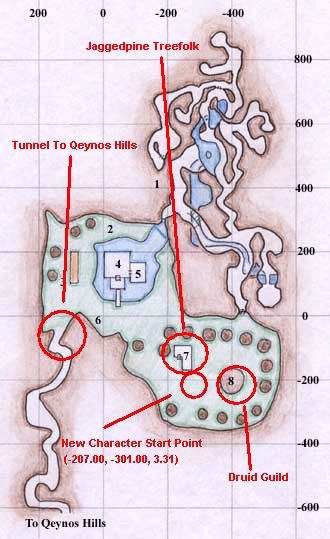 200 0 -200 -400
Jaggedpine Treefolk
800
600
Tunnel To Qeynos Hills
400
1
2
200
4
5
3
6
0
7
8
-200
New Character Start Point
(-207.00, -301.00, 3.31)
Druid Guild
-400
-600
To Qeynos Hills